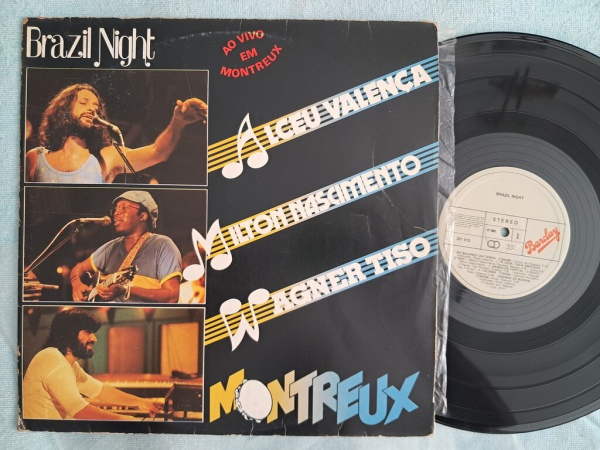 Brazil Night
AO VIVO
EM
MONTREUX
ALCEU VALENÇA
MILTON NASCIMENTO
WAGNER TISO
MONTREUX
BRAZIL NIGHT
STEREO
Barclay